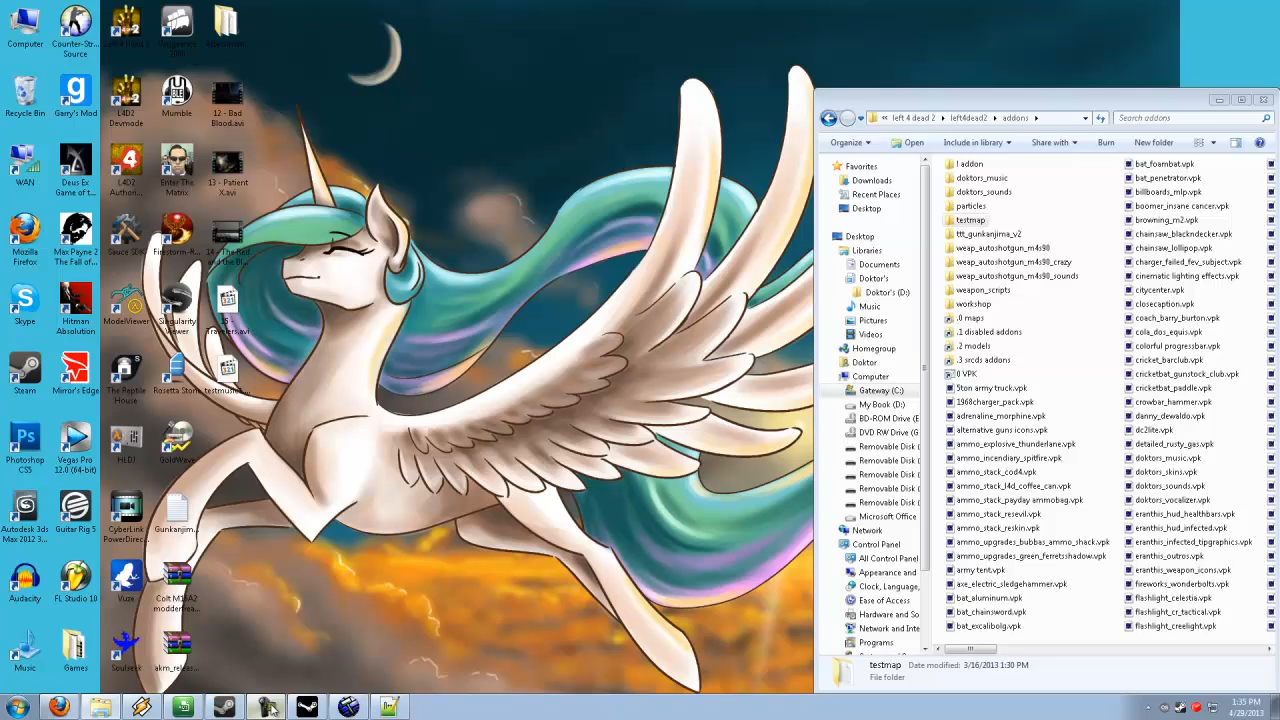 Computer
Counter-Str...
Source
Recycle Bin
Garry's Mod
L4D2
Devmode
Mumble
12 - Bad
Blood.avi
WAN
Deus Ex
Game of t...
L4D2
Authori...
Enter The
Matrix
13 - Patient
X.avi
Mozilla
Firefox
Max Payne 2
The Fall of...
Source SDK
Firestorm-R...
14 - The Red
and the Bl...
Skype
Hitman
Absolution
ModelViewer
Singularity
Viewer
Travelers.avi
Steam
Mirror's Edge
The Reptile
House
Rosetta Stone
testmusic...
Photoshop
CS5
Vegas Pro
12.0 (64-bit)
HLDJ
GoldWave
Autodesk 3ds
Max 2012 3...
Guitar Rig 5
CyberLink
PowerDirec...
Gunkanjim...
Audacity
FL Studio 10
Vuze
Colt M16A2
modderfrea...
Music
Games
Soulseek
akm_releas...
left 4 dead 2
left4dead2
addons
Search addons
Organize
Open
Include in library
Share with
Burn
New folder
Favorites
Downloads
Recent Places
Desktop
Desktop
Libraries
Documents
Doktor's
Doktor's (D:)
Music
Pictures
Videos
Homegroup
Doktor
Computer
Gateway (C:)
My Book (D:)
BD-ROM Drive (E
DVD RW Drive (
Removable Disk (
Removable Disk (
Removable Disk (
Removable Disk (
Microsoft Office
Network
Control Panel
All Control Panel
Appearance and
Clock, Language,
Ease of Access
Hardware and So
Network and Inte
Programs
! addon
doktors_music
doktors_sounds
particles
testmap
ttt_gunkanjima_v2
weap_autoshotgun_m4s90
weap_autoshotgun_m4s90_crazy
weap_autoshotgun_m4s90_sounds
weapon_scripts
workshop
.0 maps
.1 disabled addons
.2 models
.3 srcds addons
0 VPK
5ton army truck.vpk
1968charger_pack.vpk
adrenaline_morphine.vpk
alternative guns icons.vpk
ammo_explosive_thunderlane.vpk
ammo_incendiary_spitfire.vpk
ammo_stack_cod4.vpk
ammo_stack_l4d_coffee_can.vpk
ammo_stack_payday ammobag.vpk
ammo_stack_resevil.vpk
ammo_stack_reskin.vpk
ammo_upgrades_bubbas_ammo_shack.vpk
ammo_upgrades_green_ferretsshadow.vpk
army tent.vpk
axe_electric_sledgehammer.vpk
bat_aluminum.vpk
bat_chainsword.vpk
bat_excalibolig.vpk
bat_foambat.vpk
bat_penetrator.vpk
billboards_mlp.vpk
boomer_insane cancer.vpk
browning_m2.vpk
chainsaw_blackndecker.vpk
chainsaw_lollipop.vpk
charger_failed_fev_subject.vpk
cinematic lighting effects.vpk
citycenter.vpk
closecaption.vpk
coach_barry_burton.vpk
cola_dos_equis.vpk
colorful progressbar.vpk
cricket_barclub.vpk
cricketbat_gunstock_club.vpk
cricketbat_paddle.vpk
crowbar_hammer.vpk
danny_dewaldo.vpk
dc2lite.vpk
detailed_rusty_gas.vpk
doktors_music.vpk
doktors_skins.vpk
doktors_sounds.vpk
doktors_vocalizer.vpk
eranthis_hud_healthbars.vpk
eranthis_hud_infected.vpk
eranthis_infected_tipgraphics.vpk
eranthis_outros.vpk
eranthis_weapon_icons.vpk
fireworks_wonderbolts.vpk
flashlight_celestia.vpk
flashlight_cr_tactical.vpk
flashlight_creelight.vpk
testmap
Date modified: 3/16/2013 1:30 PM
File folder
1:35 PM
4/29/2013